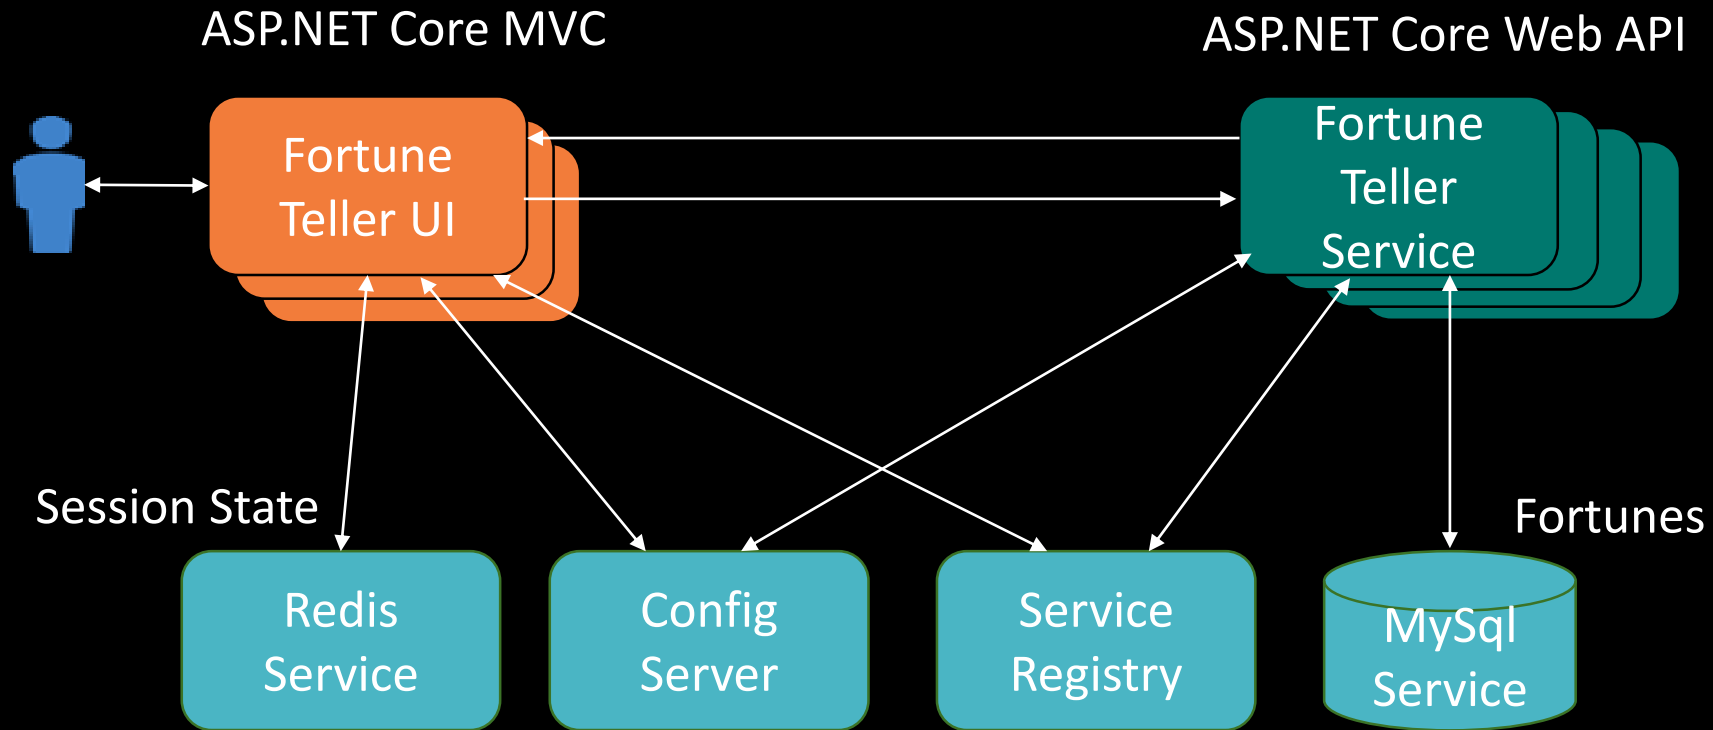 ASP.NET Core MVC
ASP.NET Core Web API
Fortune
Teller UI
Fortune
Teller
Service
Session State
Fortunes
Redis
Service
Config
Server
Service
Registry
MySql
Service